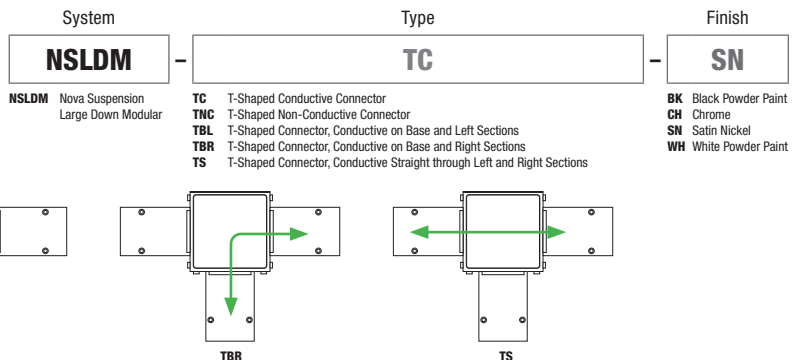 System Type Finish
NSLDM – TC – SN
NSLDM Nova Suspension
Large Down Modular
TC T-Shaped Conductive Connector
TNC T-Shaped Non-Conductive Connector
TBL T-Shaped Connector, Conductive on Base and Left Sections
TBR T-Shaped Connector, Conductive on Base and Right Sections
TS T-Shaped Connector, Conductive Straight through Left and Right Sections
BK Black Powder Paint
CH Chrome
SN Satin Nickel
WH White Powder Paint
TBR TS